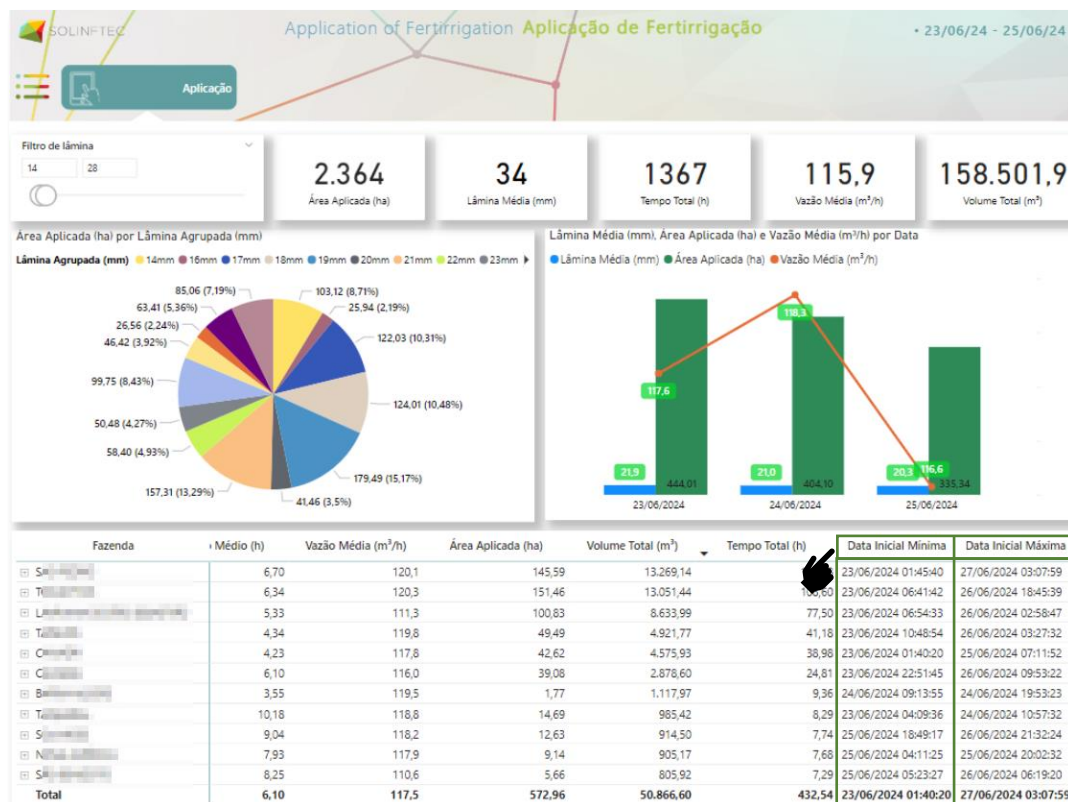 SOLINFTEC
Application of Fertirrigation Aplicação de Fertirrigação
• 23/06/24 - 25/06/24
Aplicação
Filtro de lâmina
14 28
2.364
Área Aplicada (ha)
34
Lâmina Média (mm)
1367
Tempo Total (h)
115,9
Vazão Média (m³/h)
158.501,9
Volume Total (m³)
Área Aplicada (ha) por Lâmina Agrupada (mm)
Lâmina Agrupada (mm) 14mm 16mm 17mm 18mm 19mm 20mm 21mm 22mm 23mm
103,12 (8,71%)
25,94 (2,19%)
122,03 (10,31%)
124,01 (10,48%)
179,49 (15,17%)
41,46 (3,5%)
157,31 (13,29%)
58,40 (4,93%)
50,48 (4,27%)
99,75 (8,43%)
46,42 (3,92%)
26,56 (2,24%)
63,41 (5,36%)
85,06 (7,19%)
Lâmina Média (mm), Área Aplicada (ha) e Vazão Média (m³/h) por Data
Lâmina Média (mm) Área Aplicada (ha) Vazão Média (m³/h)
117,6
118,3
116,6
21,9
444,01
21,0
404,10
20,3
335,34
23/06/2024
24/06/2024
25/06/2024
Fazenda Médio (h) Vazão Média (m³/h) Área Aplicada (ha) Volume Total (m³) Tempo Total (h) Data Inicial Mínima Data Inicial Máxima
6,70 120,1 145,59 13.269,14 23/06/2024 01:45:40 27/06/2024 03:07:59
6,34 120,3 151,46 13.051,44 23/06/2024 06:41:42 26/06/2024 18:45:39
5,33 111,3 100,83 8.633,99 77,50 23/06/2024 06:54:33 26/06/2024 02:58:47
4,34 119,8 49,49 4.921,77 41,18 23/06/2024 10:48:54 26/06/2024 03:27:32
4,23 117,8 42,62 4.575,93 38,98 23/06/2024 01:40:20 25/06/2024 07:11:52
6,10 116,0 39,08 2.878,60 24,81 23/06/2024 22:51:45 26/06/2024 09:53:22
3,55 119,5 1,77 1.117,97 9,36 24/06/2024 09:13:55 24/06/2024 19:53:23
10,18 118,8 14,69 985,42 8,29 23/06/2024 04:09:36 24/06/2024 10:57:32
9,04 118,2 12,63 914,50 7,74 25/06/2024 18:49:17 26/06/2024 21:32:24
7,93 117,9 9,14 905,17 7,68 25/06/2024 04:11:25 25/06/2024 20:02:32
8,25 110,6 5,66 805,92 7,29 25/06/2024 05:23:27 26/06/2024 06:19:20
Total 6,10 117,5 572,96 50.866,60 432,54 23/06/2024 01:40:20 27/06/2024 03:07:59